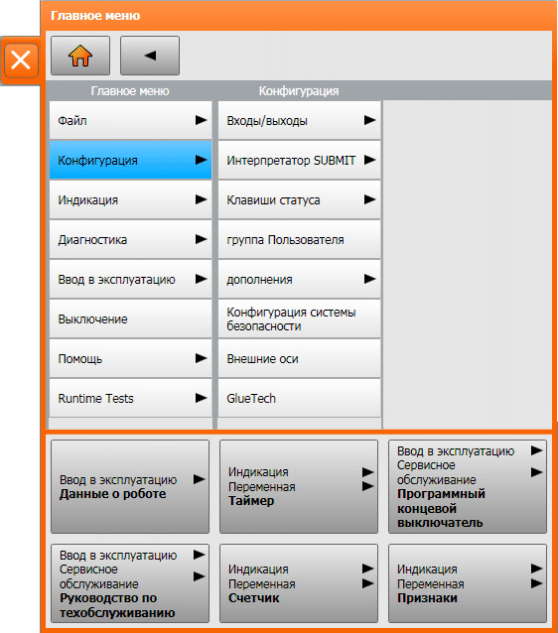 Главное меню
Главное меню
Конфигурация
Файл
Входы/выходы
Конфигурация
Интерпретатор SUBMIT
Индикация
Клавиши статуса
Диагностика
группа Пользователя
Ввод в эксплуатацию
дополнения
Выключение
Конфигурация системы
безопасности
Помощь
Внешние оси
Runtime Tests
GlueTech
Ввод в эксплуатацию
Данные о роботе
Индикация
Переменная
Таймер
Ввод в эксплуатацию
Сервисное
обслуживание
Программный
концевой
выключатель
Ввод в эксплуатацию
Сервисное
обслуживание
Руководство по
техобслуживанию
Индикация
Переменная
Счетчик
Индикация
Переменная
Признаки